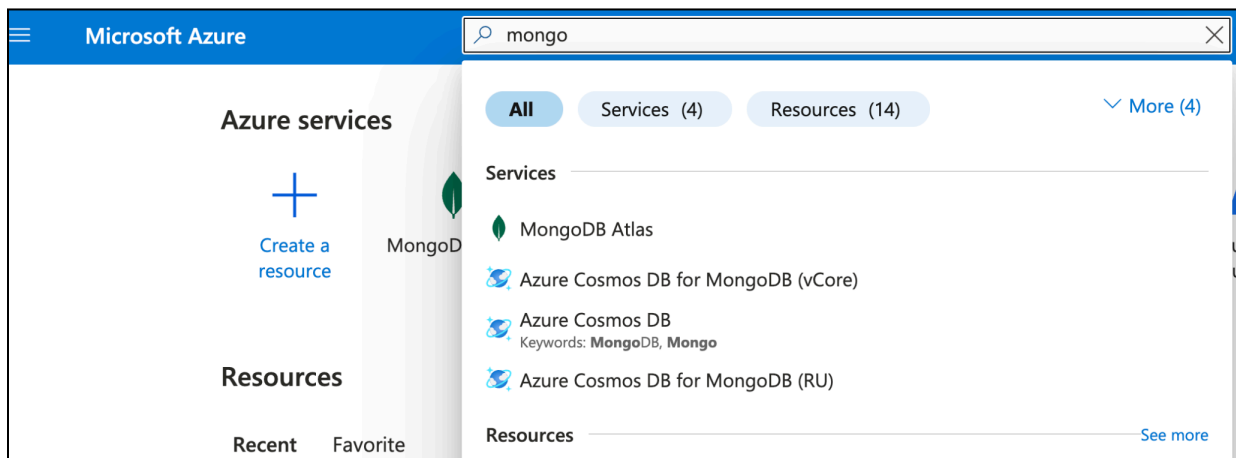 Microsoft Azure
mongo
All Services (4) Resources (14) More (4)
Azure services
Services
Create a resource
MongoD
MongoDB Atlas
Azure Cosmos DB for MongoDB (vCore)
Azure Cosmos DB
Keywords: MongoDB, Mongo
Azure Cosmos DB for MongoDB (RU)
Resources
Recent Favorite
Resources See more